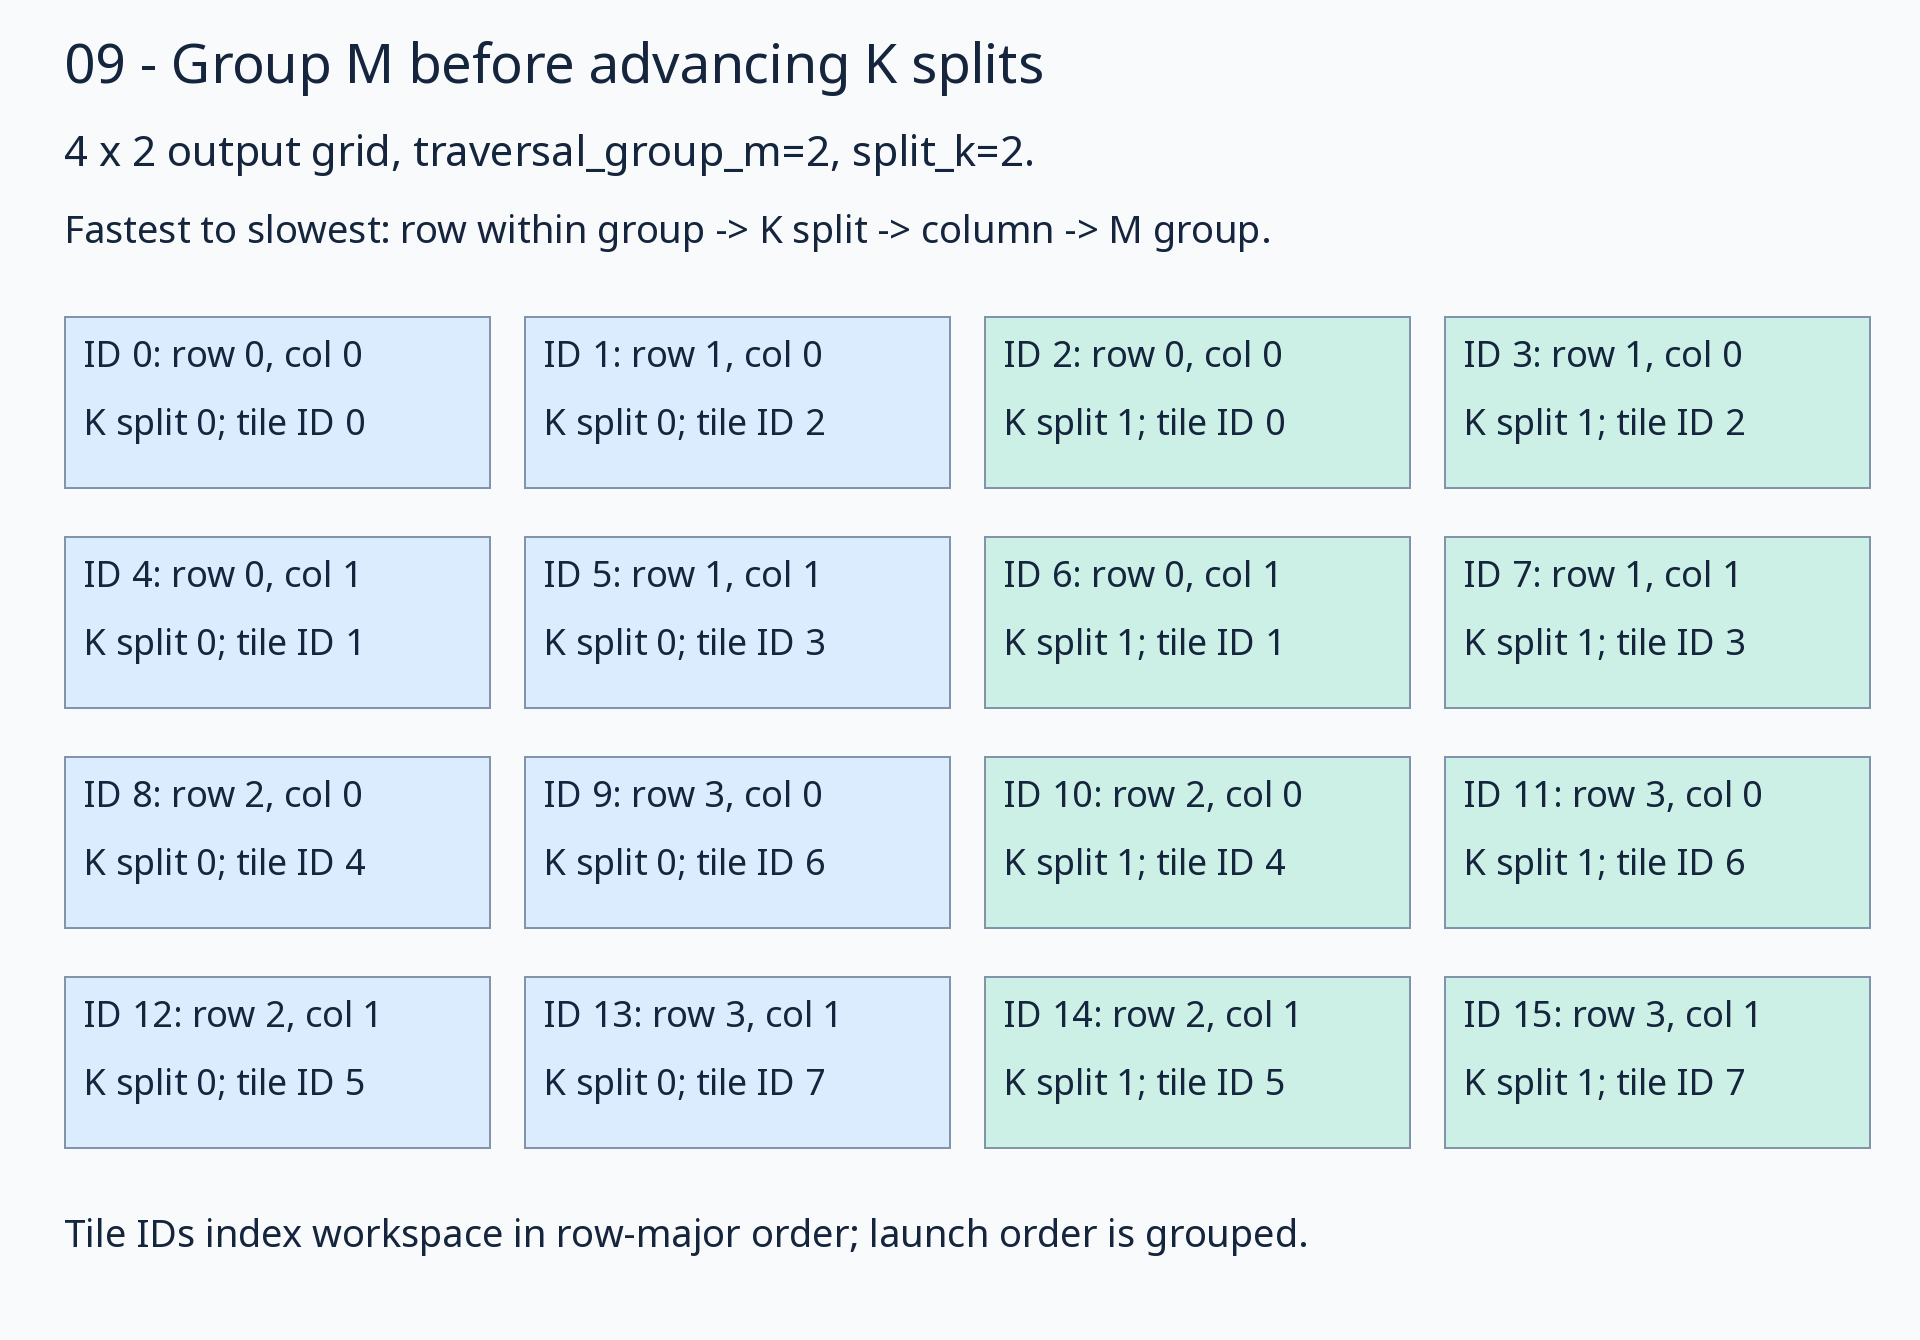 09 - Group M before advancing K splits
4 x 2 output grid, traversal_group_m=2, split_k=2.
Fastest to slowest: row within group -> K split -> column -> M group.
ID 0: row 0, col 0
K split 0; tile ID 0
ID 1: row 1, col 0
K split 0; tile ID 2
ID 2: row 0, col 0
K split 1; tile ID 0
ID 3: row 1, col 0
K split 1; tile ID 2
ID 4: row 0, col 1
K split 0; tile ID 1
ID 5: row 1, col 1
K split 0; tile ID 3
ID 6: row 0, col 1
K split 1; tile ID 1
ID 7: row 1, col 1
K split 1; tile ID 3
ID 8: row 2, col 0
K split 0; tile ID 4
ID 9: row 3, col 0
K split 0; tile ID 6
ID 10: row 2, col 0
K split 1; tile ID 4
ID 11: row 3, col 0
K split 1; tile ID 6
ID 12: row 2, col 1
K split 0; tile ID 5
ID 13: row 3, col 1
K split 0; tile ID 7
ID 14: row 2, col 1
K split 1; tile ID 5
ID 15: row 3, col 1
K split 1; tile ID 7
Tile IDs index workspace in row-major order; launch order is grouped.